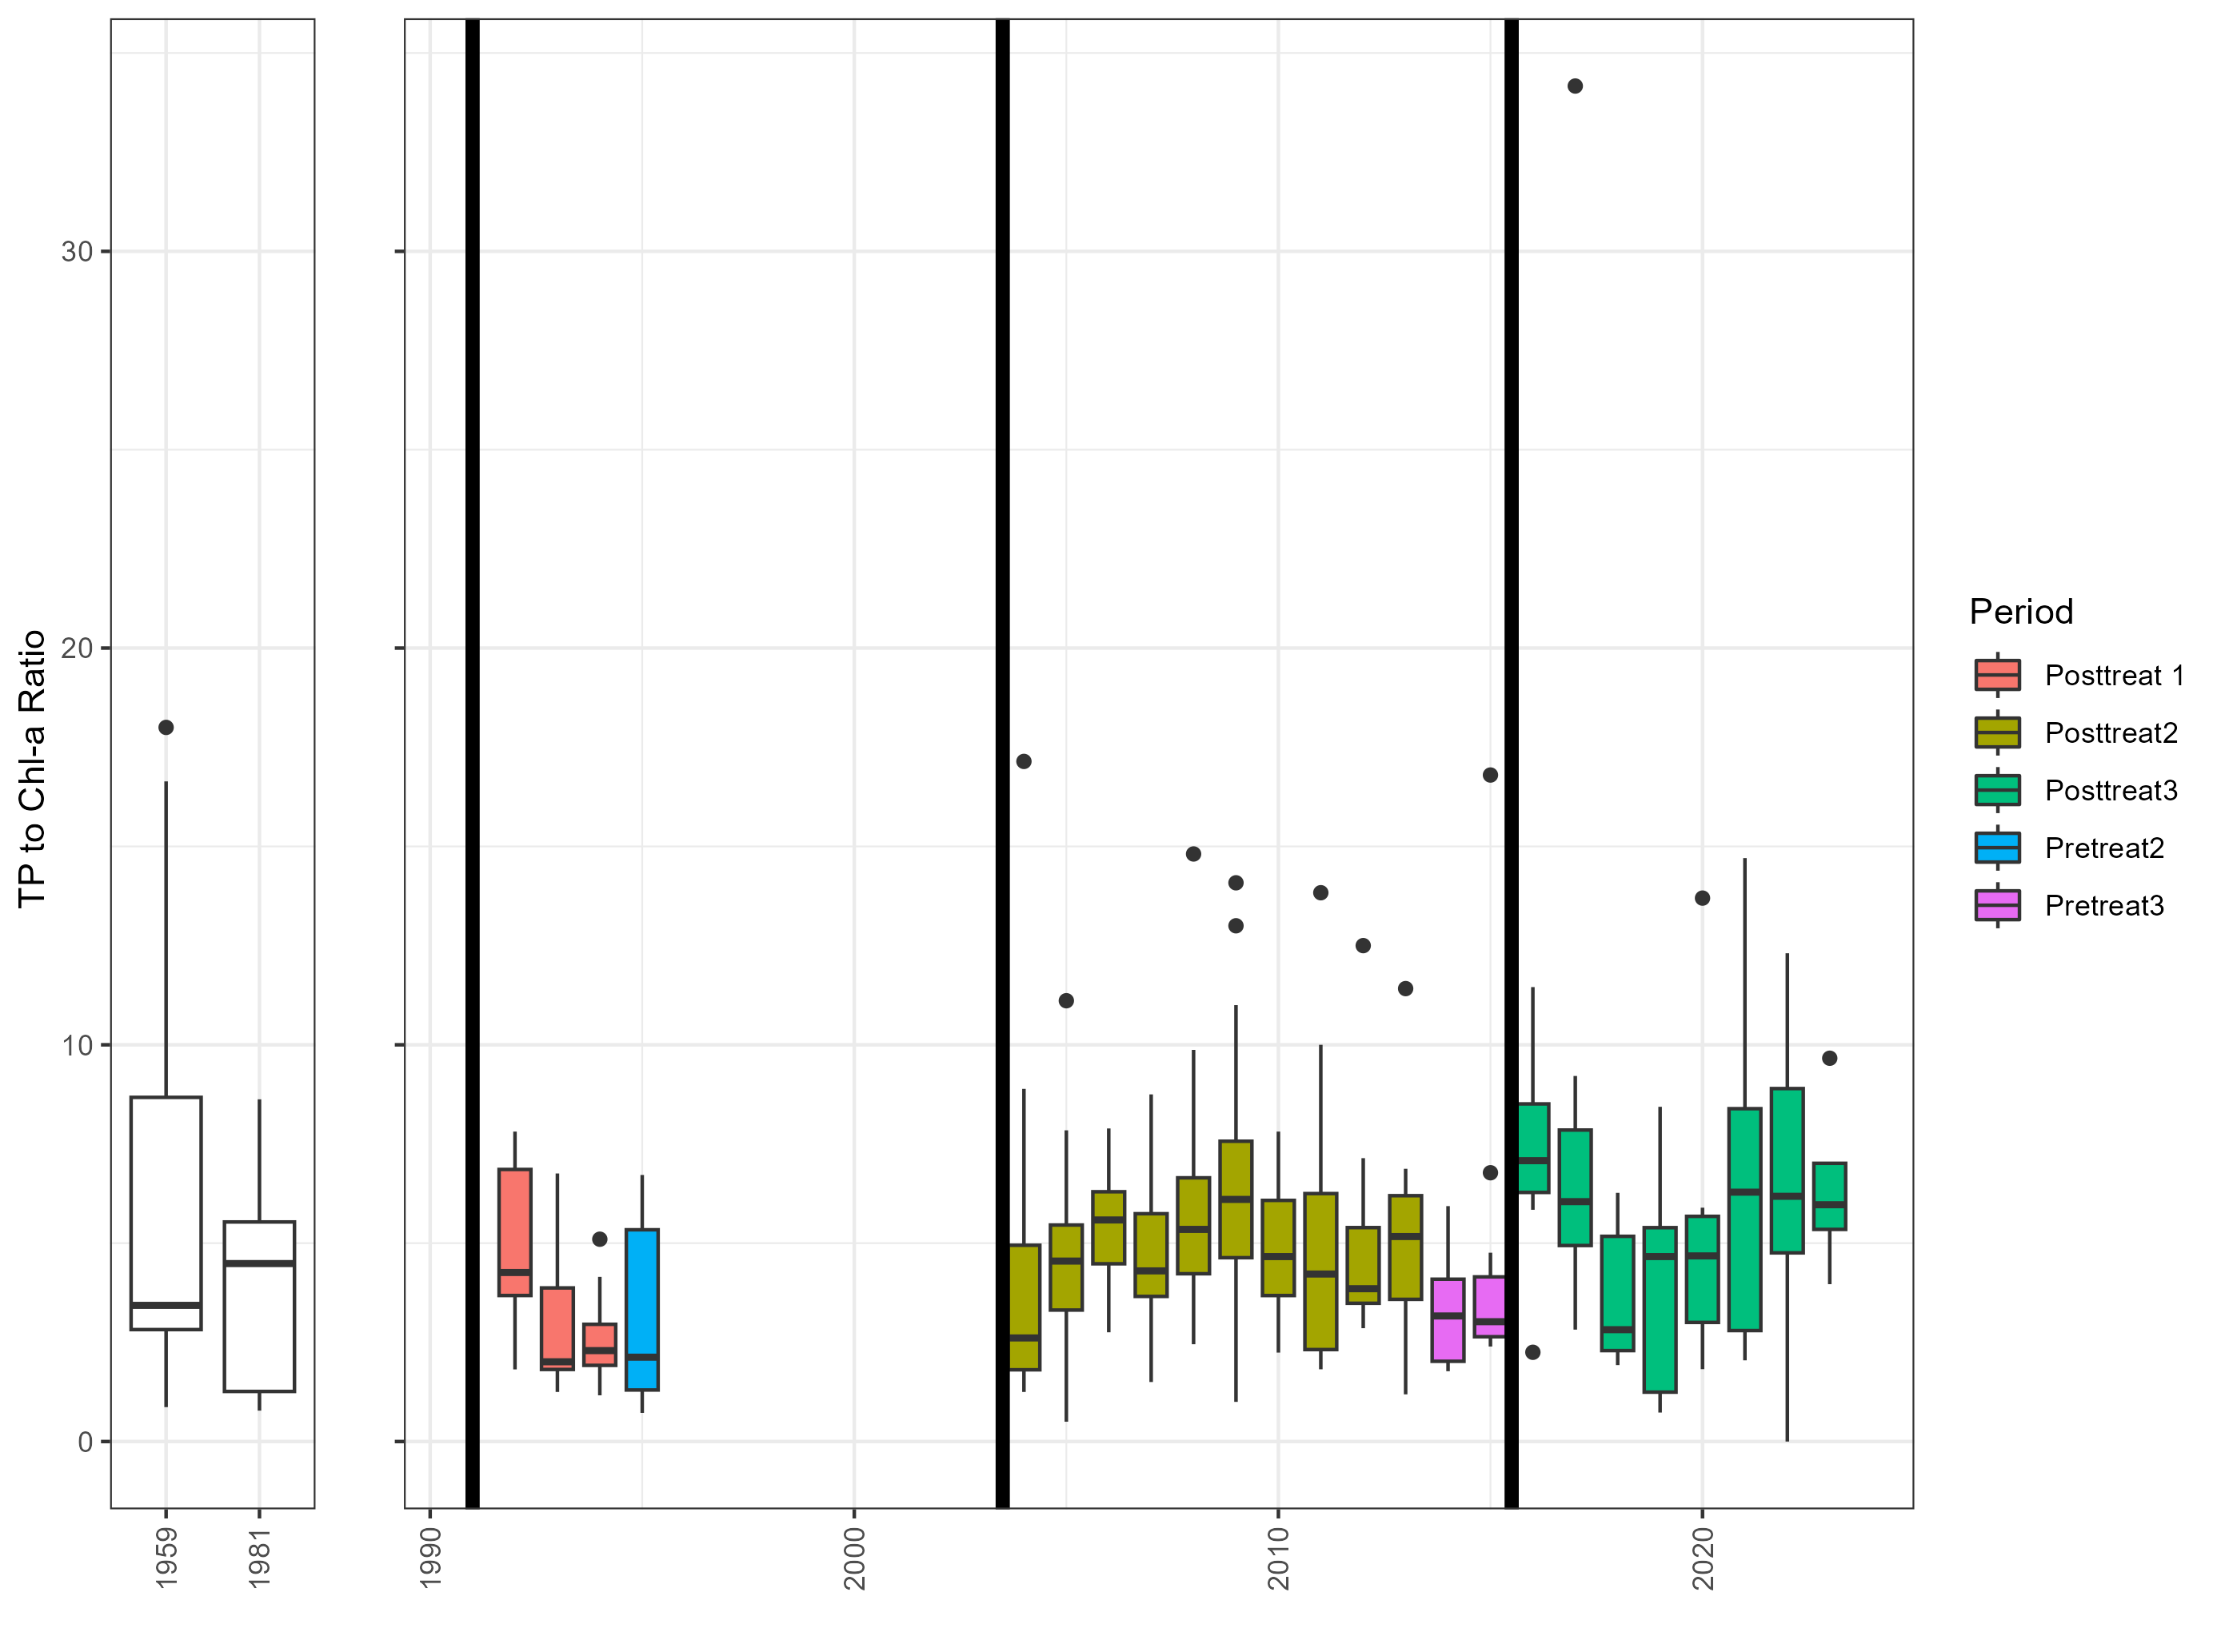 TP to Chl-a Ratio
30
20
10
0
1959
1981
1990
2000
2010
2020
Period
Posttreat 1
Posttreat2
Posttreat3
Pretreat2
Pretreat3